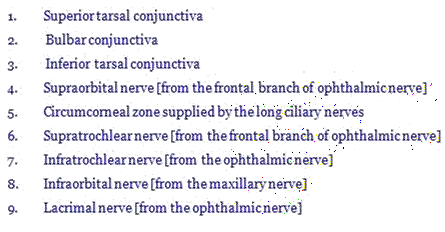 1. Superior tarsal conjunctiva
2. Bulbar conjunctiva
3. Inferior tarsal conjunctiva
4. Supraorbital nerve [from the frontal branch of ophthalmic nerve]
5. Circumcorneal zone supplied by the long ciliary nerves
6. Supratrochlear nerve [from the frontal branch of ophthalmic nerve]
7. Infratrochlear nerve [from the ophthalmic nerve]
8. Infraorbital nerve [from the maxillary nerve]
9. Lacrimal nerve [from the ophthalmic nerve]